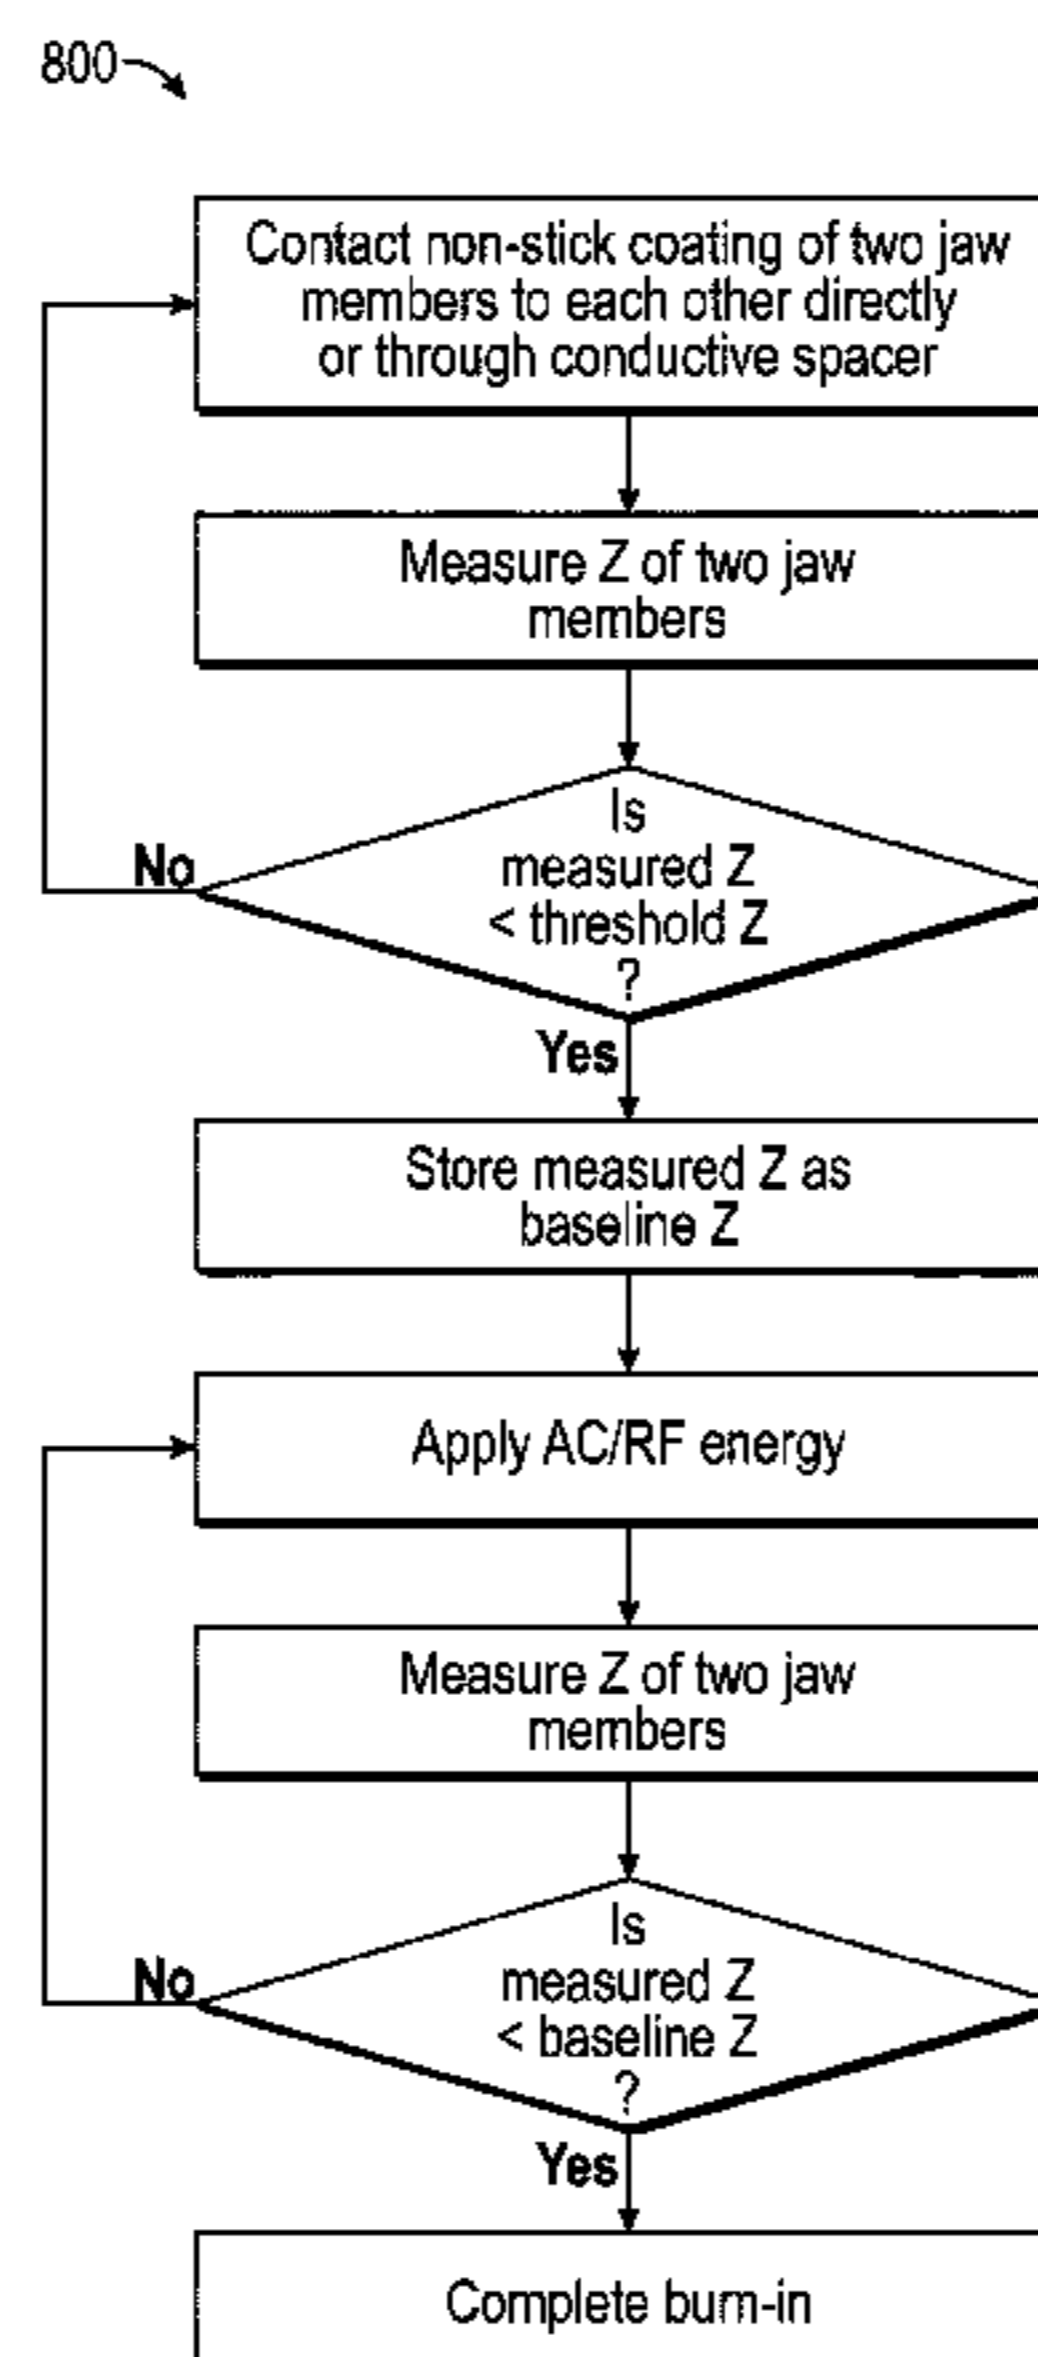 800
Contact non-stick coating of two jaw
members to each other directly
or through conductive spacer
Measure Z of two jaw
members
Is
measured Z
< threshold Z
?
No
Yes
Store measured Z as
baseline Z
Apply AC/RF energy
Measure Z of two jaw
members
Is
measured Z
< baseline Z
?
No
Yes
Complete burn-in